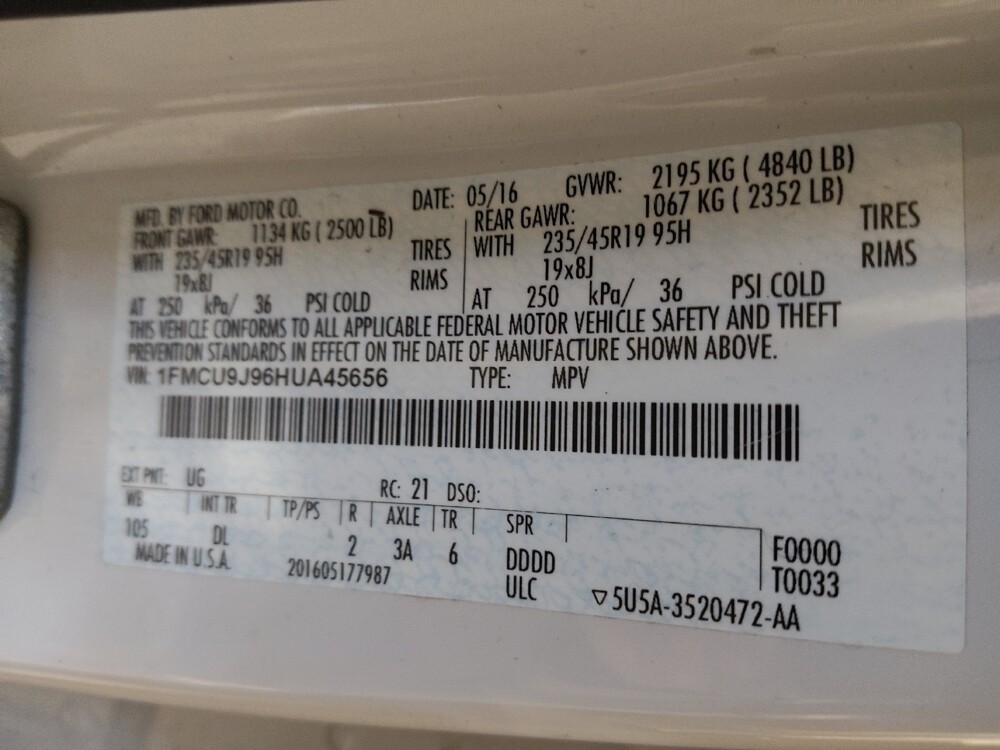 MFD. BY FORD MOTOR CO. DATE: 05/16 GVWR: 2195 KG ( 4840 LB)
FRONT GAWR: 1134 KG ( 2500 LB) REAR GAWR: 1067 KG ( 2352 LB)
WITH 235/45R19 95H TIRES WITH 235/45R19 95H TIRES
19x8J RIMS 19x8J RIMS
AT 250 kPa/ 36 PSI COLD AT 250 kPa/ 36 PSI COLD
THIS VEHICLE CONFORMS TO ALL APPLICABLE FEDERAL MOTOR VEHICLE SAFETY AND THEFT
PREVENTION STANDARDS IN EFFECT ON THE DATE OF MANUFACTURE SHOWN ABOVE.
VIN: 1FMCU9J96HUA45656 TYPE: MPV
EXT PNT: UG RC: 21 DSO:
WB INT TR TP/PS R AXLE TR SPR
105 DL 2 3A 6 DDDD F0000
MADE IN U.S.A. 201605177987 ULC T0033
▽5U5A-3520472-AA